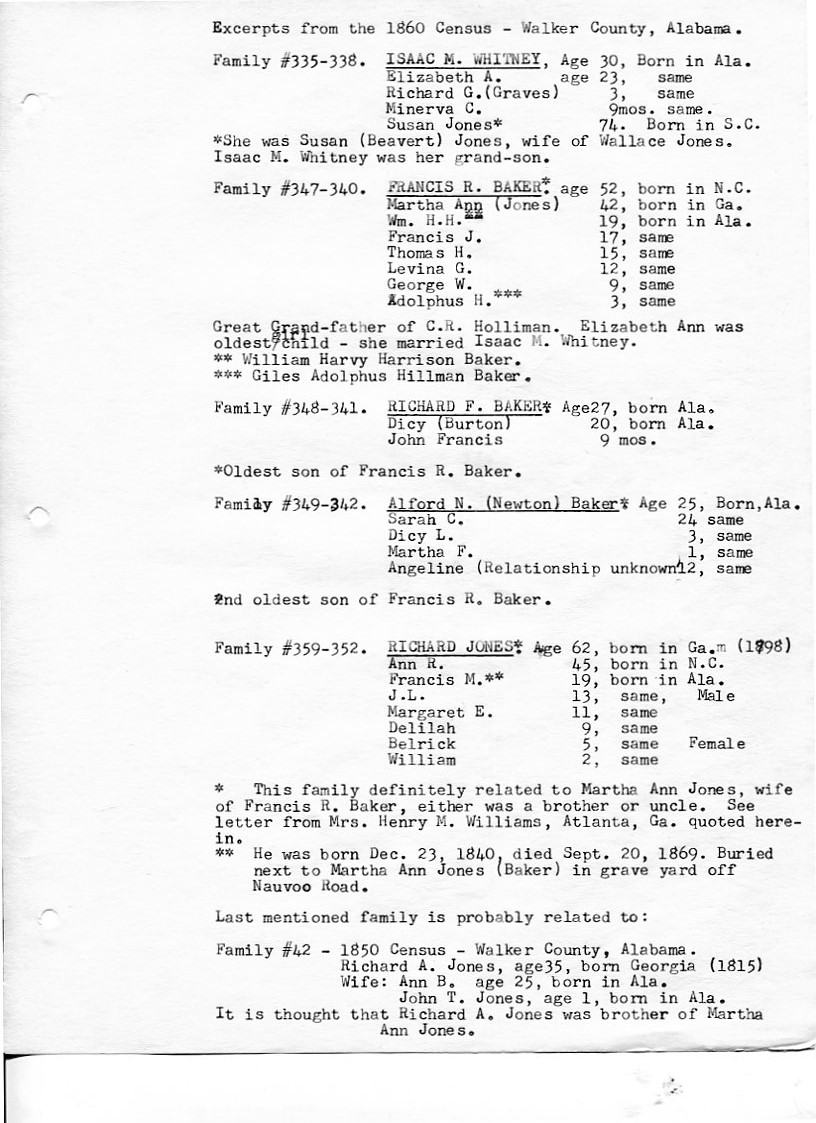 Excerpts from the 1860 Census - Walker County, Alabama.
Family #335-338. ISAAC M. WHITNEY, Age 30, Born in Ala.
Elizabeth A. age 23, same
Richard G.(Graves) 3, same
Minerva C. 9mos. same.
Susan Jones* 74. Born in S.C.
*She was Susan (Beavert) Jones, wife of Wallace Jones.
Isaac M. Whitney was her grand-son.
Family #347-340. FRANCIS R. BAKER* age 52, born in N.C.
Martha Ann (Jones) 42, born in Ga.
Wm. H.H.** 19, born in Ala.
Francis J. 17, same
Thomas H. 15, same
Levina G. 12, same
George W. 9, same
Adolphus H.*** 3, same
Great Grand-father of C.R. Holliman. Elizabeth Ann was
oldest/girl child - she married Isaac M. Whitney.
** William Harvy Harrison Baker.
*** Giles Adolphus Hillman Baker.
Family #348-341. RICHARD F. BAKER* Age27, born Ala.
Dicy (Burton) 20, born Ala.
John Francis 9 mos.
*Oldest son of Francis R. Baker.
Family #349-342. Alford N. (Newton) Baker* Age 25, Born,Ala.
Sarah C. 24 same
Dicy L. 3, same
Martha F. 1, same
Angeline (Relationship unknown12, same
2nd oldest son of Francis R. Baker.
Family #359-352. RICHARD JONES* Age 62, born in Ga.m (1798)
Ann R. 45, born in N.C.
Francis M.** 19, born in Ala.
J.L. 13, same, Male
Margaret E. 11, same
Delilah 9, same
Belrick 5, same Female
William 2, same
* This family definitely related to Martha Ann Jones, wife
of Francis R. Baker, either was a brother or uncle. See
letter from Mrs. Henry M. Williams, Atlanta, Ga. quoted here-
in.
** He was born Dec. 23, 1840, died Sept. 20, 1869. Buried
next to Martha Ann Jones (Baker) in grave yard off
Nauvoo Road.
Last mentioned family is probably related to:
Family #42 - 1850 Census - Walker County, Alabama.
Richard A. Jones, age35, born Georgia (1815)
Wife: Ann B. age 25, born in Ala.
John T. Jones, age 1, born in Ala.
It is thought that Richard A. Jones was brother of Martha
Ann Jones.